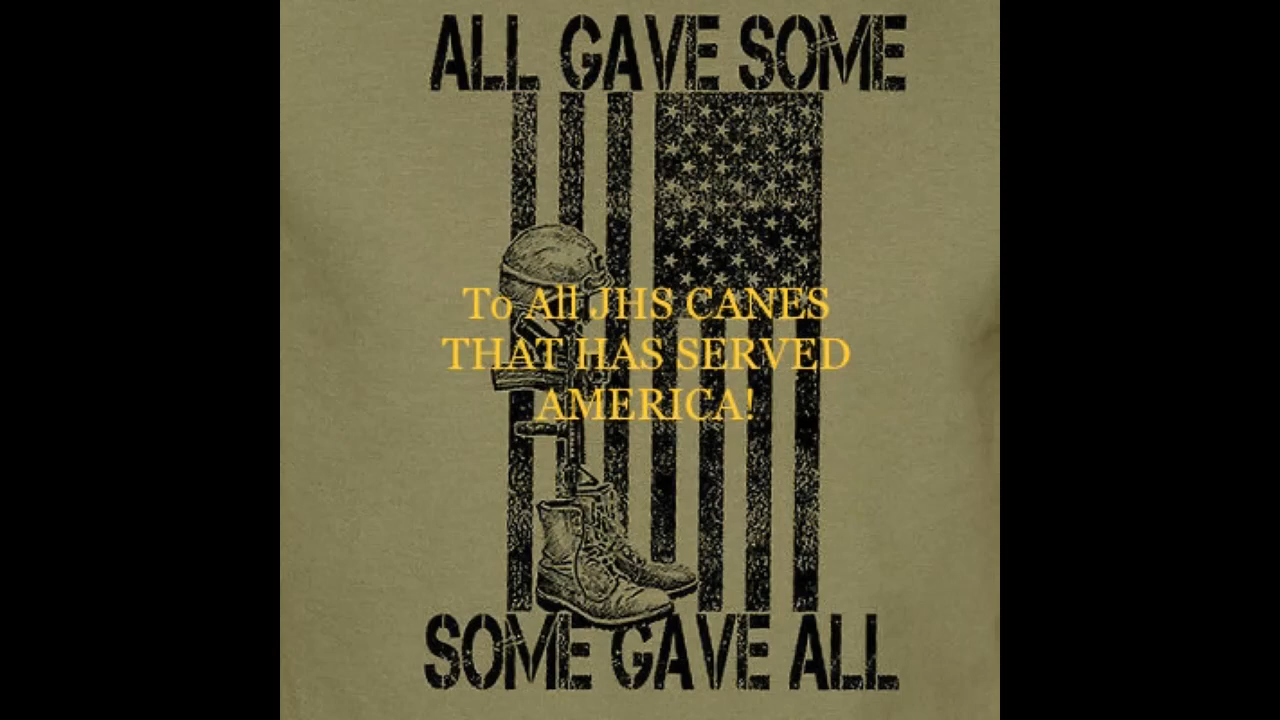 ALL GAVE SOME
To All JHS CANES
THAT HAS SERVED
AMERICA!
SOME GAVE ALL